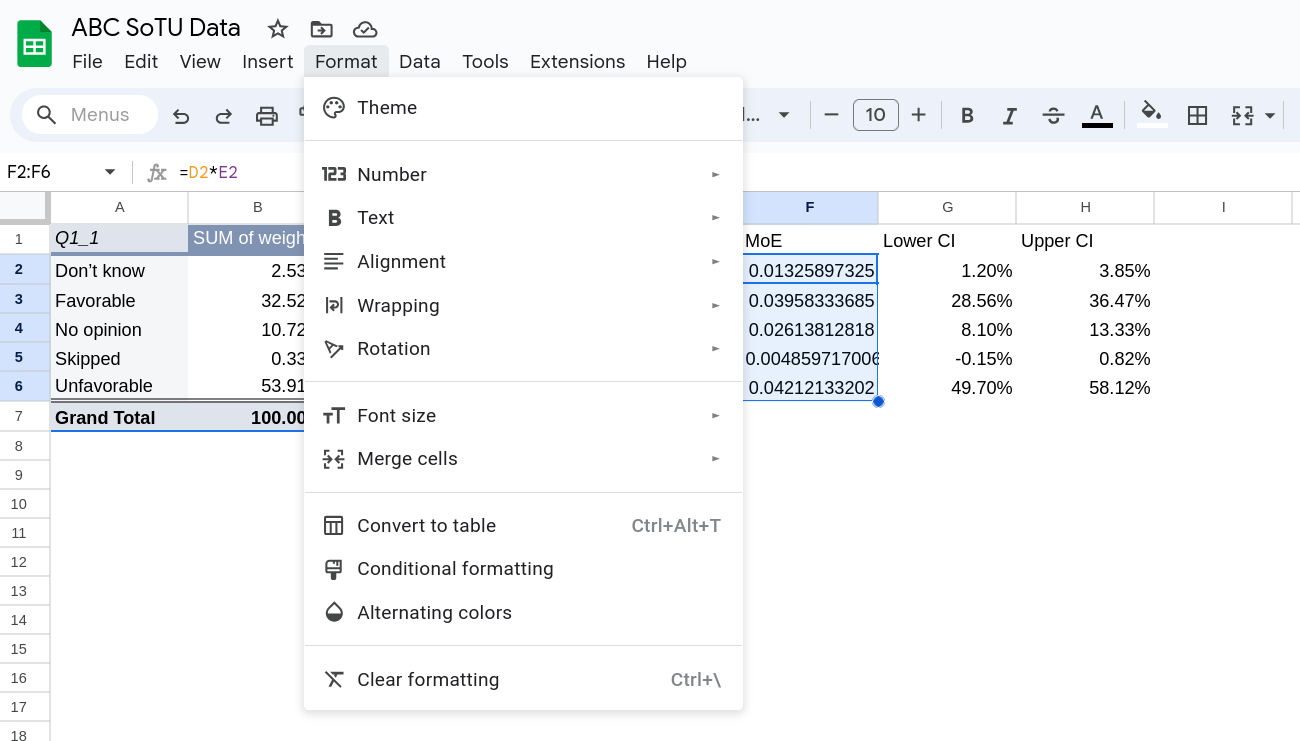 ABC SoTU Data
File Edit View Insert Format Data Tools Extensions Help
Menus
10 B I A
F2:F6 fx =D2*E2
A B F G H I
1 Q1_1 SUM of weigh MoE Lower CI Upper CI
2 Don't know 2.53 0.01325897325 1.20% 3.85%
3 Favorable 32.52 0.03958333685 28.56% 36.47%
4 No opinion 10.72 0.02613812818 8.10% 13.33%
5 Skipped 0.33 0.004859717006 -0.15% 0.82%
6 Unfavorable 53.91 0.04212133202 49.70% 58.12%
7 Grand Total 100.00
8
9
10
11
12
13
14
15
16
17
18
Theme
123 Number
B Text
Alignment
Wrapping
Rotation
Font size
Merge cells
Convert to table Ctrl+Alt+T
Conditional formatting
Alternating colors
Clear formatting Ctrl+\